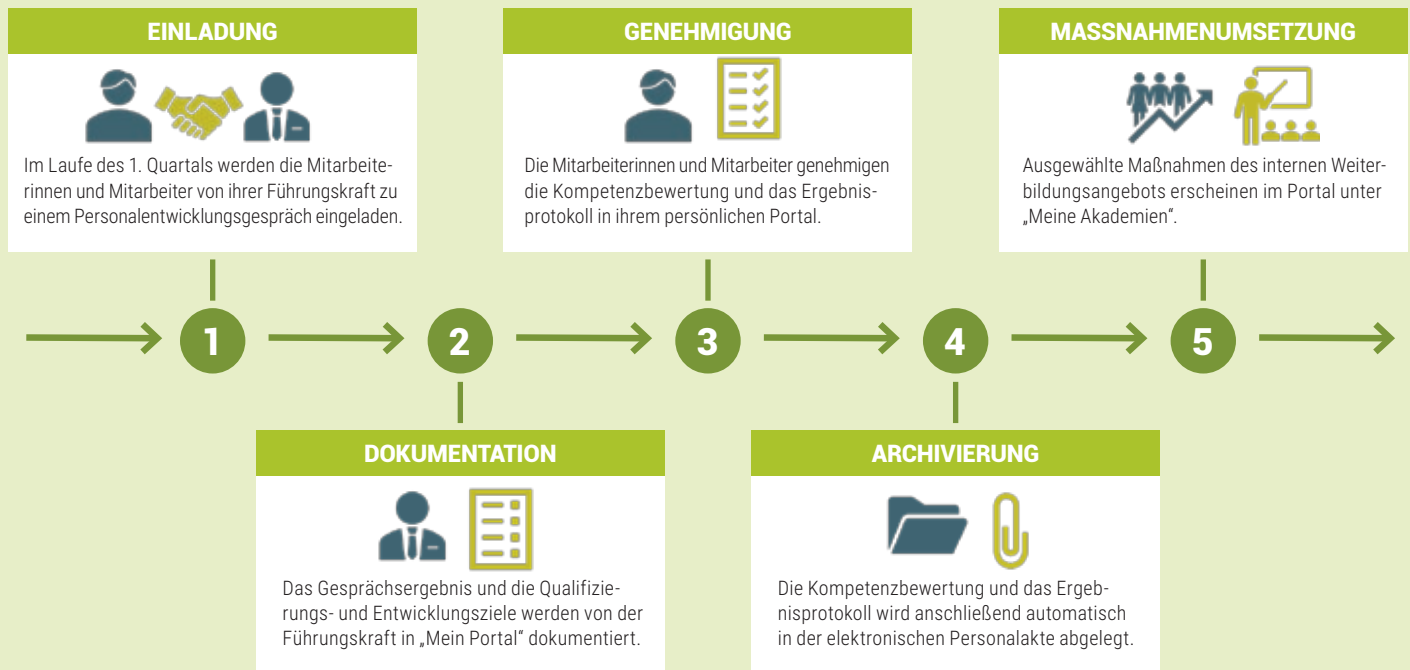 EINLADUNG
Im Laufe des 1. Quartals werden die Mitarbeite-
rinnen und Mitarbeiter von ihrer Führungskraft zu
einem Personalentwicklungsgespräch eingeladen.
GENEHMIGUNG
Die Mitarbeiterinnen und Mitarbeiter genehmigen
die Kompetenzbewertung und das Ergebnis-
protokoll in ihrem persönlichen Portal.
MASSNAHMENUMSETZUNG
Ausgewählte Maßnahmen des internen Weiter-
bildungsangebots erscheinen im Portal unter
„Meine Akademien“.
1
2
3
4
5
DOKUMENTATION
Das Gesprächsergebnis und die Qualifizie-
rungs- und Entwicklungsziele werden von der
Führungskraft in „Mein Portal“ dokumentiert.
ARCHIVIERUNG
Die Kompetenzbewertung und das Ergeb-
nisprotokoll wird anschließend automatisch
in der elektronischen Personalakte abgelegt.